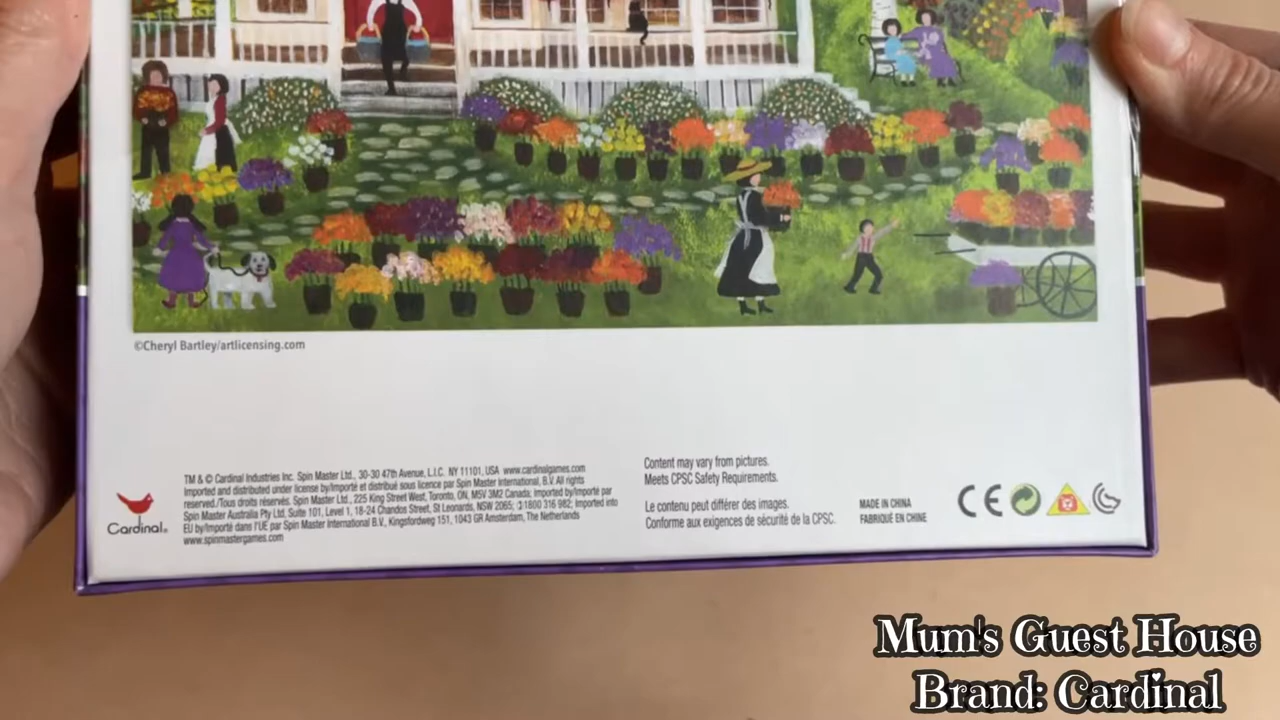 ©Cheryl Bartley/artlicensing.com
TM & © Cardinal Industries Inc. Spin Master Ltd., 30-30 47th Avenue, L.I.C. NY 11101, USA www.cardinalgames.com
Imported and distributed under license by/Importé et distribué sous licence par Spin Master International, B.V. All rights
reserved./Tous droits réservés. Spin Master Ltd., 225 King Street West, Toronto, ON, M5V 3M2 Canada; Imported by/Importé par
Spin Master Australia Pty Ltd, Suite 101, Level 1, 18-24 Chandos Street, St Leonards, NSW 2065; 1800 316 982; Imported into
EU by/Importé dans l'UE par Spin Master International B.V., Kingsfordweg 151, 1043 GR Amsterdam, The Netherlands
www.spinmastergames.com
Cardinal®
Content may vary from pictures.
Meets CPSC Safety Requirements.
Le contenu peut différer des images.
Conforme aux exigences de sécurité de la CPSC.
MADE IN CHINA
FABRIQUÉ EN CHINE
CE
Mum's Guest House
Brand: Cardinal